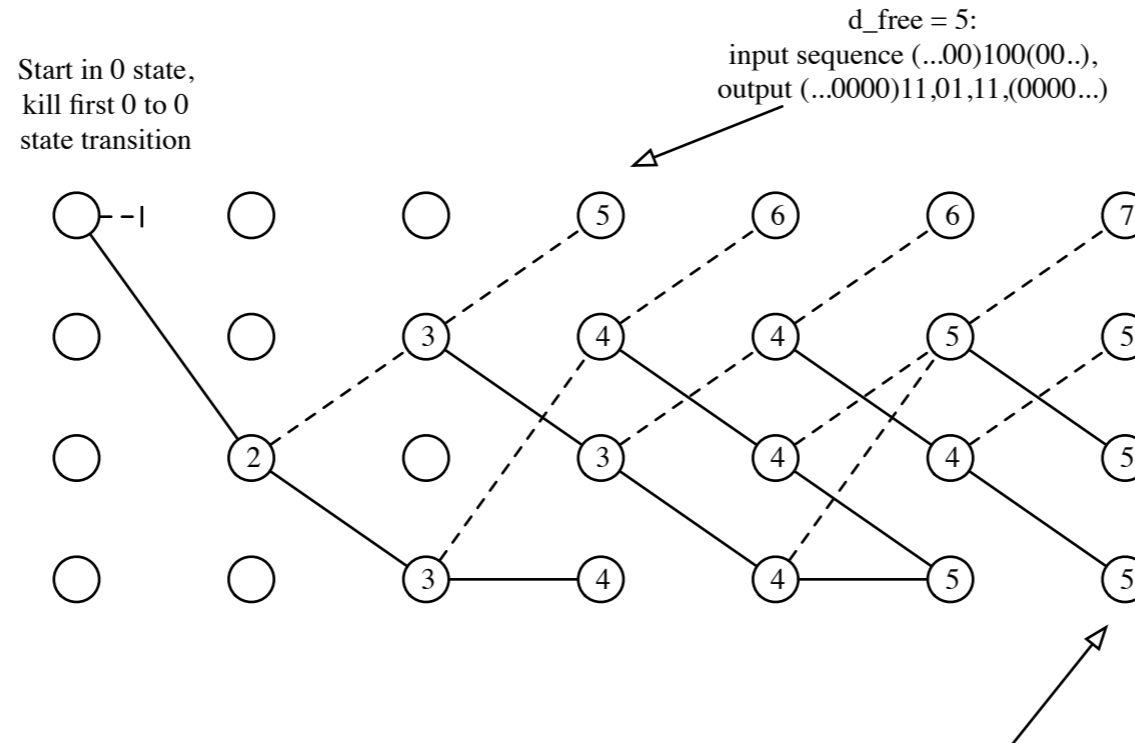 d_free = 5:
input sequence (...00)100(00..),
output (...0000)11,01,11,(0000...)
Start in 0 state,
kill first 0 to 0
state transition
5 6 6 7
3 4 4 5 5
2 3 4 4 5
3 4 4 5 5